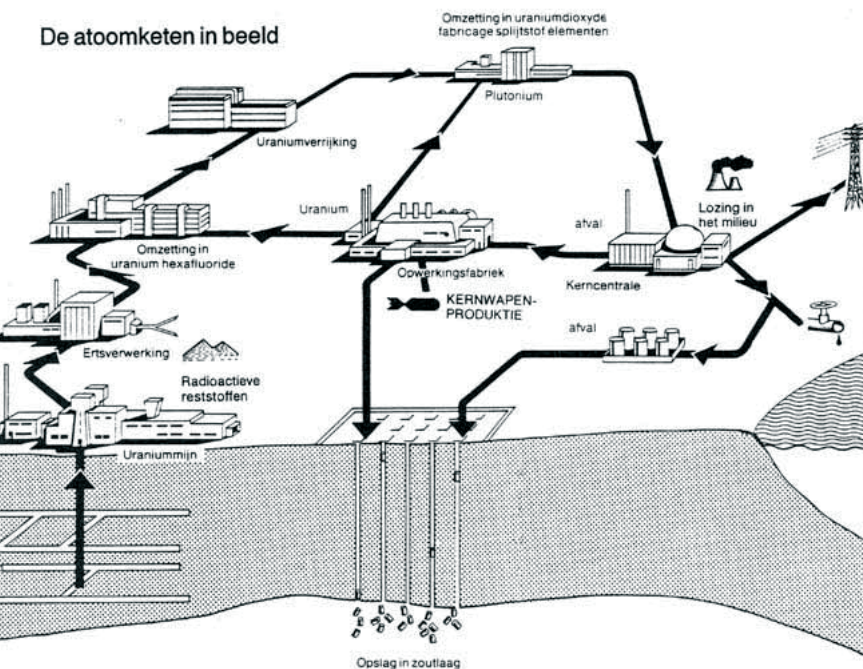 De atoomketen in beeld
Omzetting in uraniumdioxyde
fabricage splijtstof elementen
Plutonium
Uraniumverrijking
Uranium
Omzetting in
uranium hexafluoride
Opwerkingsfabriek
KERNWAPEN-
PRODUKTIE
afval
Kerncentrale
Lozing in
het milieu
afval
Ertsverwerking
Radioactieve
reststoffen
Uraniummijn
Opslag in zoutlaag